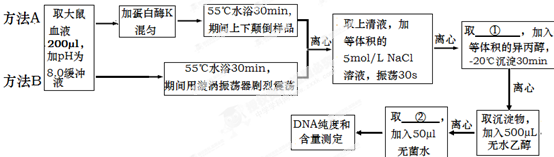 方法A
方法B
取大鼠
血液
200μl,
加pH为
8.0缓冲
液
加蛋白酶K
混匀
55℃水浴30min,
期间上下颠倒样品
55℃水浴30min,
期间用漩涡振荡器剧烈震荡
离心
取上清液，加
等体积的
5mol/L NaCl
溶液，振荡30s
离心
取 ① ，加入
等体积的异丙醇，
-20℃沉淀30min
离心
取沉淀物，
加入500μL
无水乙醇
离心
取 ② ，
加入50μl
无菌水
DNA纯度和
含量测定